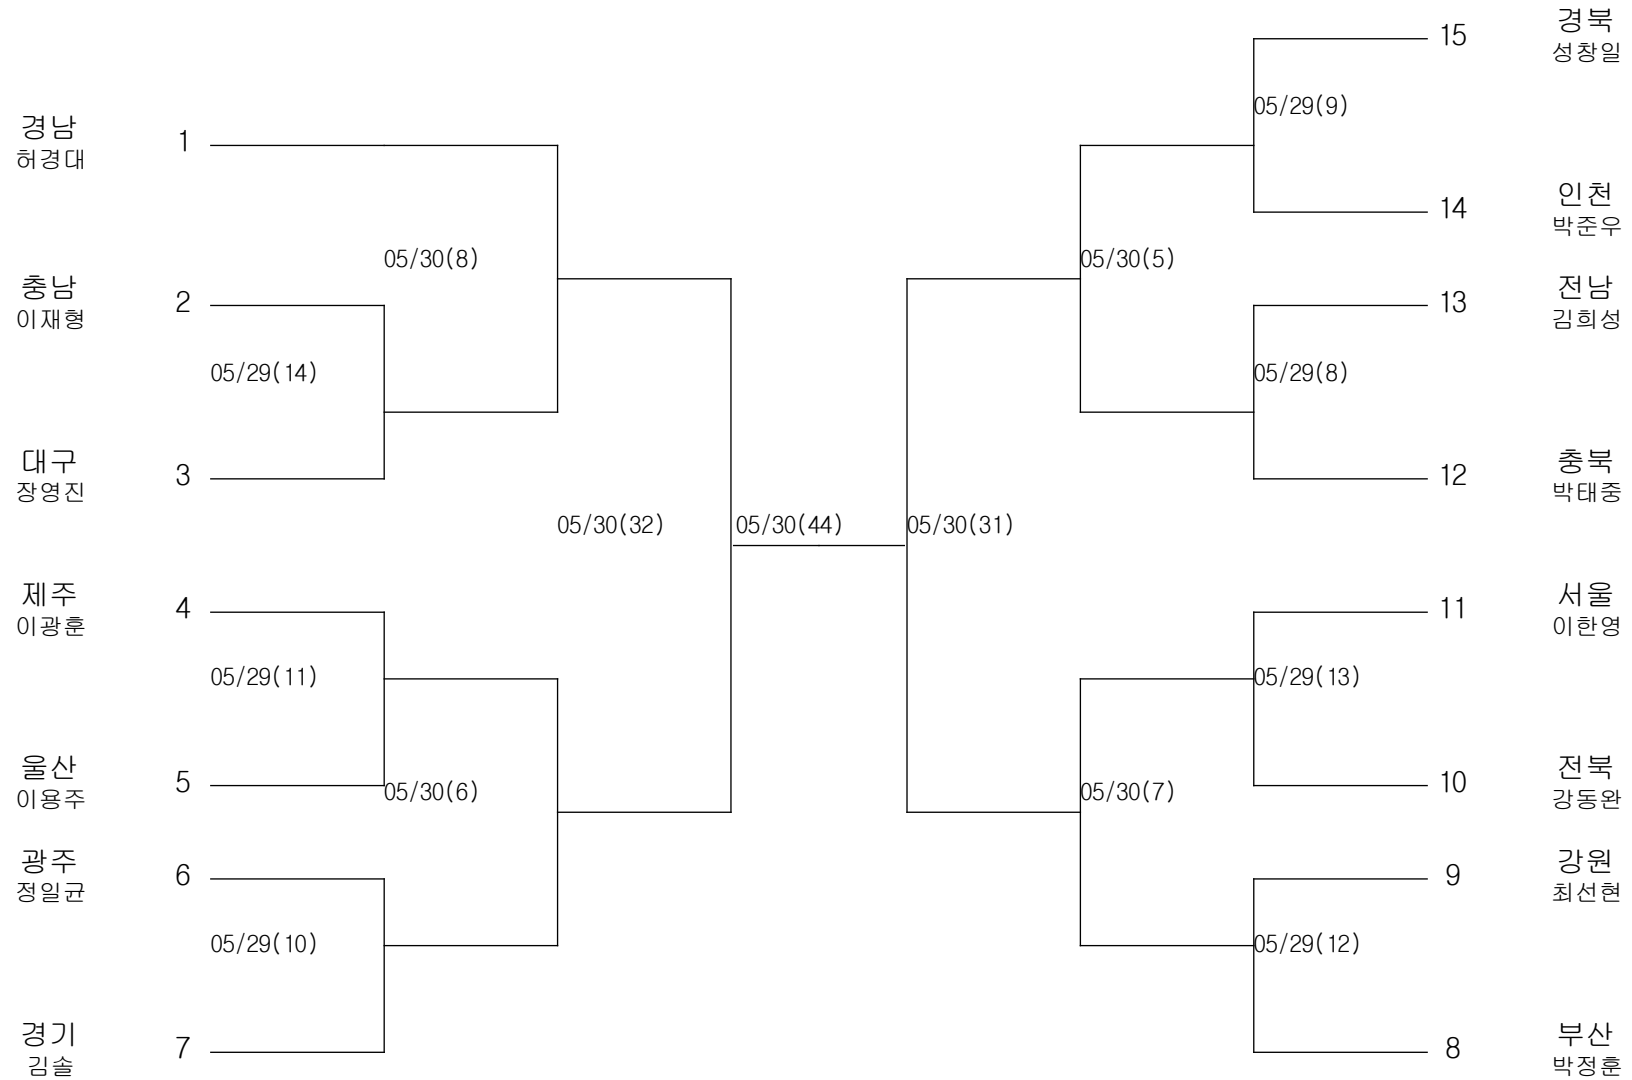 경북
15
성창일
05/29(9)
경남
1
허경대
인천
14
박준우
05/30(8)
05/30(5)
충남
2
이재형
전남
13
김희성
05/29(14)
05/29(8)
대구
3
장영진
충북
12
박태중
05/30(32)
05/30(44)
05/30(31)
제주
4
이광훈
서울
11
이한영
05/29(11)
05/29(13)
울산
5
이용주
05/30(6)
05/30(7)
전북
10
강동완
광주
6
정일균
강원
9
최선현
05/29(10)
05/29(12)
경기
7
김솔
부산
8
박정훈